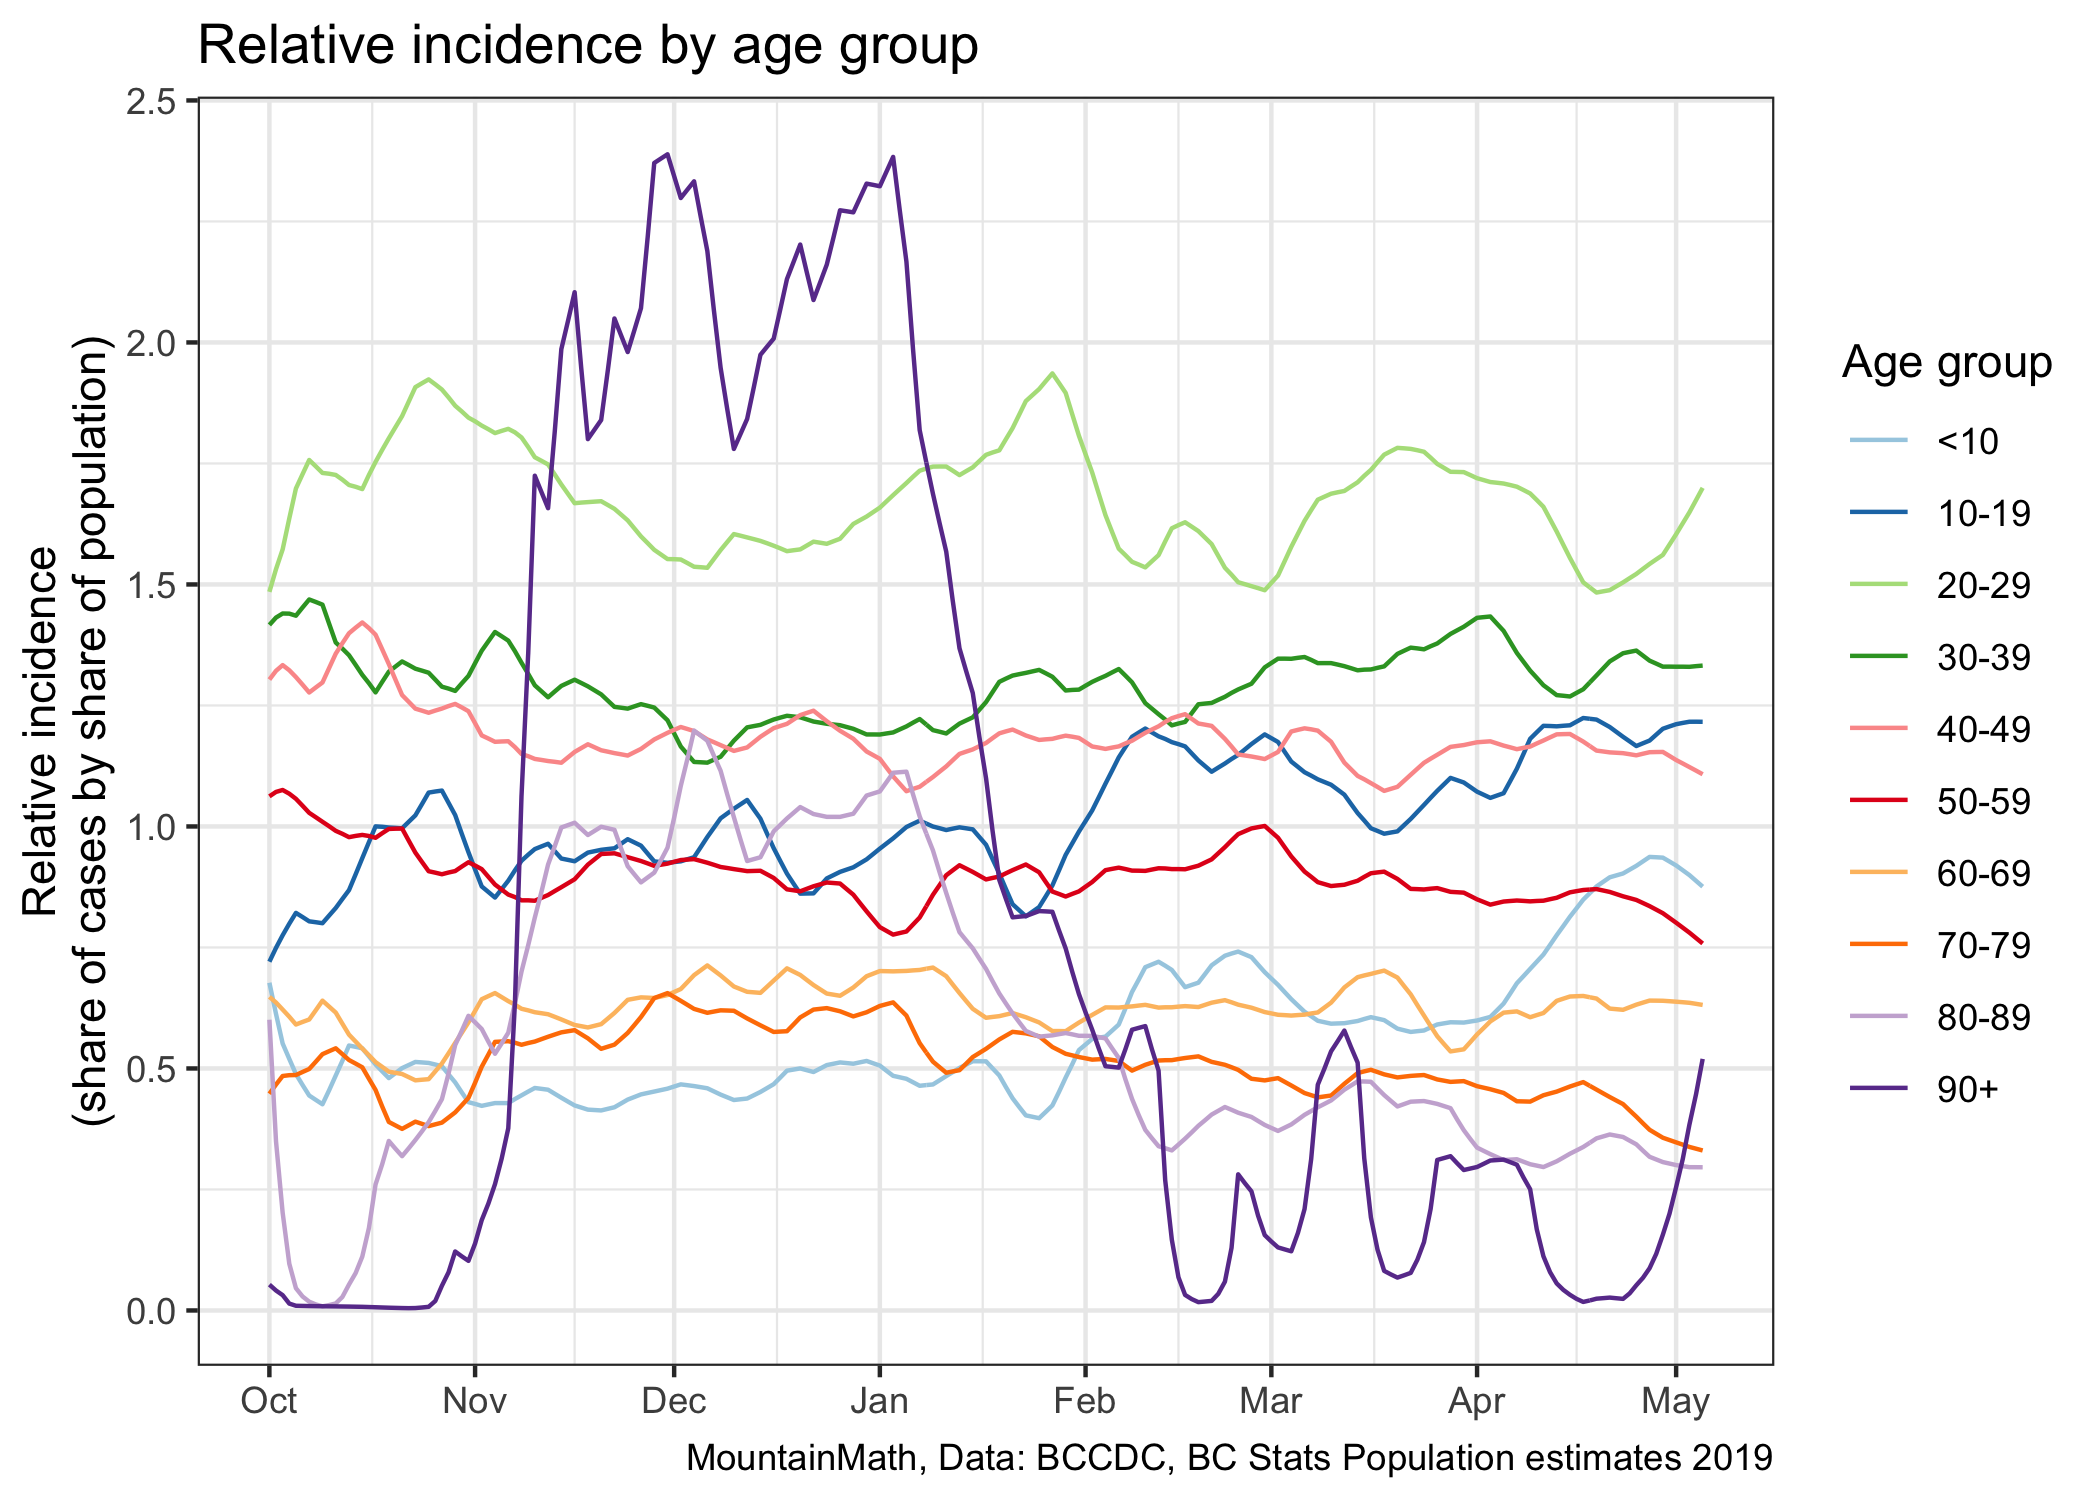 Relative incidence by age group
Relative incidence
(share of cases by share of population)
2.5
2.0
1.5
1.0
0.5
0.0
Oct Nov Dec Jan Feb Mar Apr May
Age group
<10
10-19
20-29
30-39
40-49
50-59
60-69
70-79
80-89
90+
MountainMath, Data: BCCDC, BC Stats Population estimates 2019